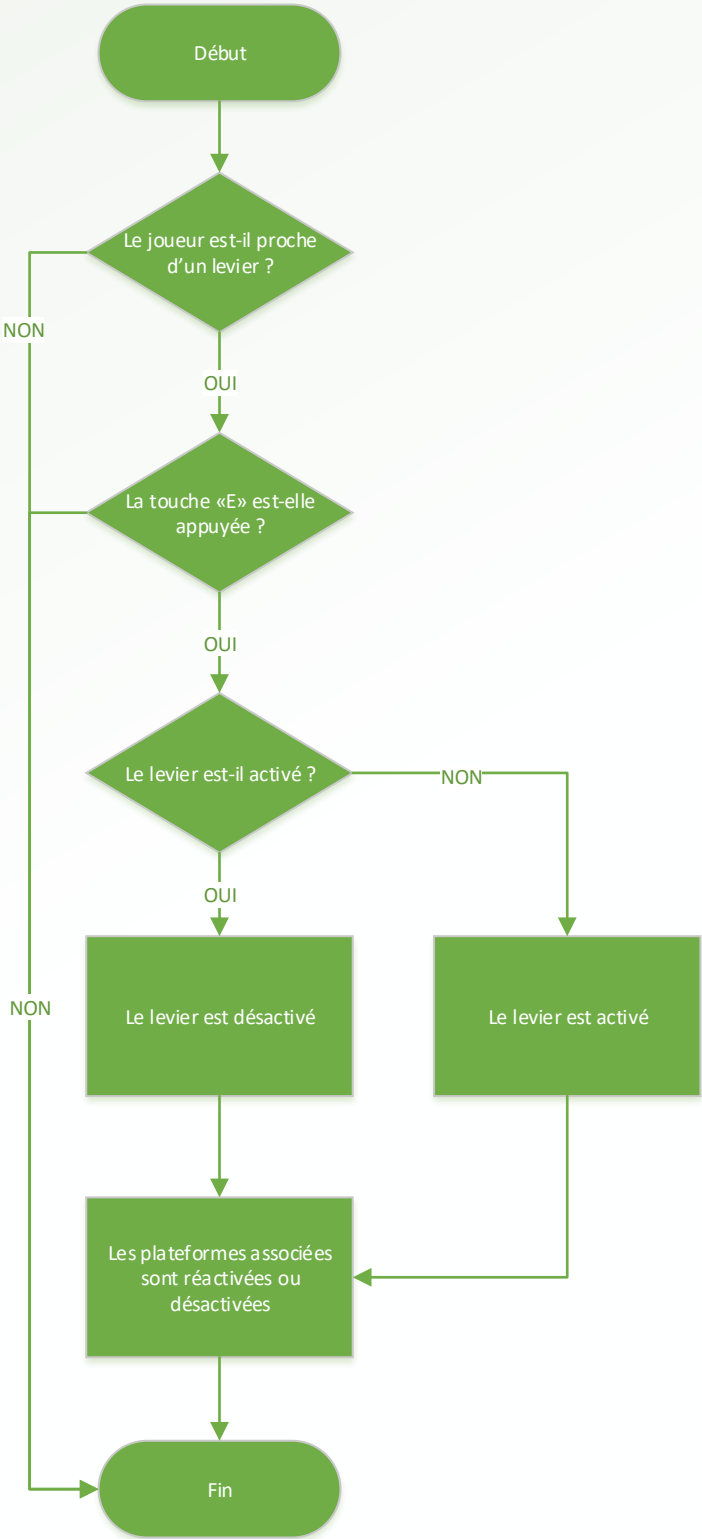 Début
Le joueur est-il proche
d’un levier ?
NON
OUI
La touche «E» est-elle
appuyée ?
OUI
Le levier est-il activé ?
NON
OUI
Le levier est désactivé
Le levier est activé
NON
Les plateformes associées
sont réactivées ou
désactivées
Fin